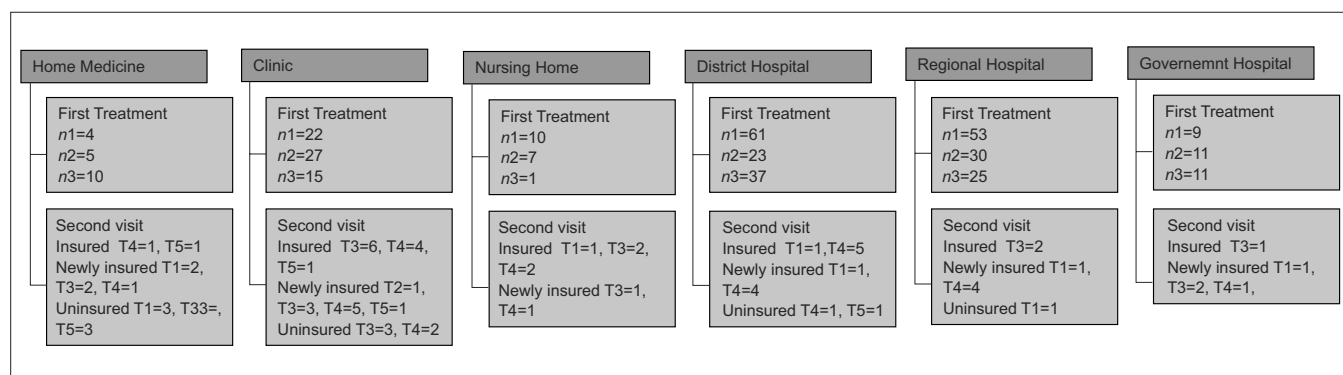 Home Medicine
First Treatment
n1=4
n2=5
n3=10
Second visit
Insured T4=1, T5=1
Newly insured T1=2,
T3=2, T4=1
Uninsured T1=3, T33=,
T5=3
Clinic
First Treatment
n1=22
n2=27
n3=15
Second visit
Insured T3=6, T4=4,
T5=1
Newly insured T2=1,
T3=3, T4=5, T5=1
Uninsured T3=3, T4=2
Nursing Home
First Treatment
n1=10
n2=7
n3=1
Second visit
Insured T1=1, T3=2,
T4=2
Newly insured T3=1,
T4=1
District Hospital
First Treatment
n1=61
n2=23
n3=37
Second visit
Insured T1=1,T4=5
Newly insured T1=1,
T4=4
Uninsured T4=1, T5=1
Regional Hospital
First Treatment
n1=53
n2=30
n3=25
Second visit
Insured T3=2
Newly insured T1=1,
T4=4
Uninsured T1=1
Governemnt Hospital
First Treatment
n1=9
n2=11
n3=11
Second visit
Insured T3=1
Newly insured T1=1,
T3=2, T4=1,